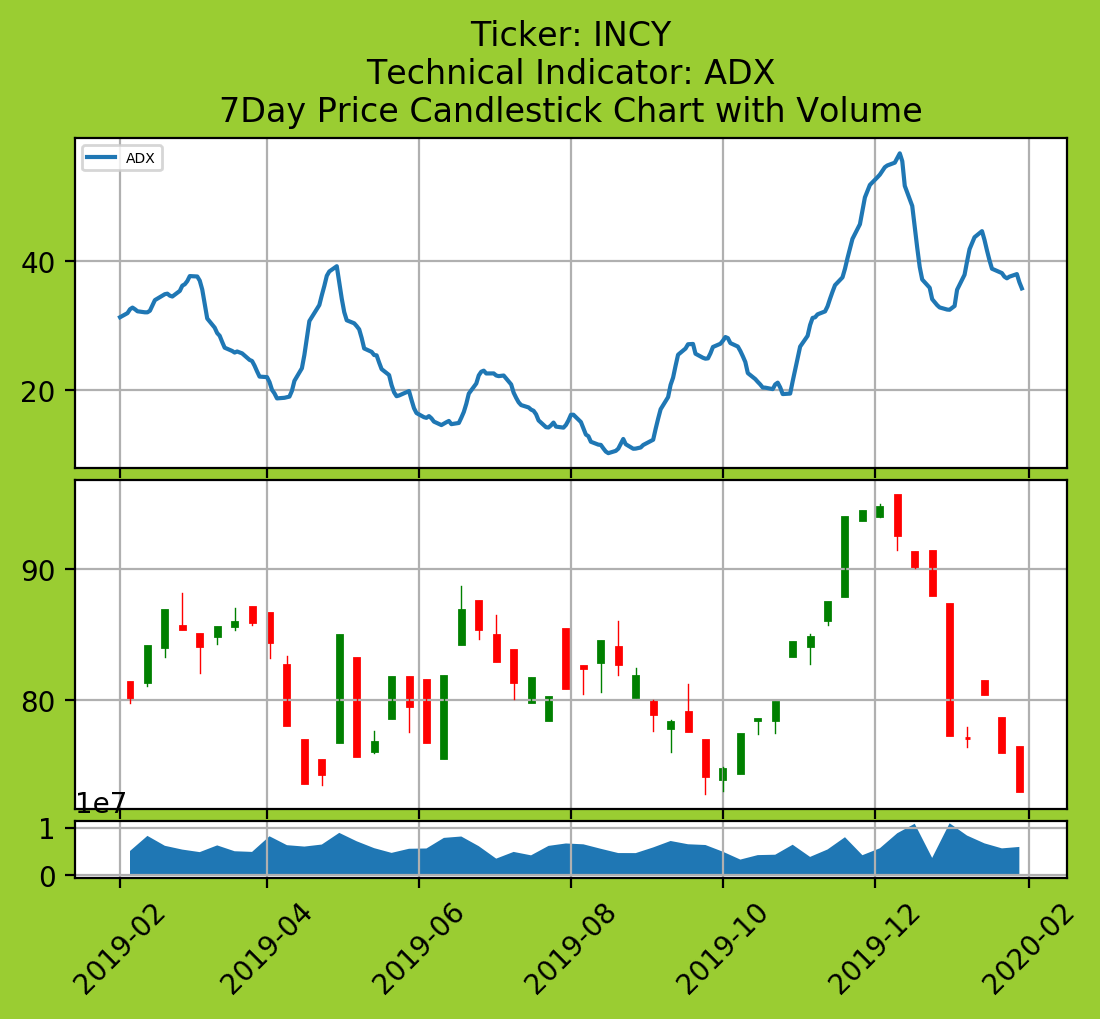 Ticker: INCY
Technical Indicator: ADX
7Day Price Candlestick Chart with Volume
ADX
40
20
90
80
1e7
1
0
2019-02
2019-04
2019-06
2019-08
2019-10
2019-12
2020-02